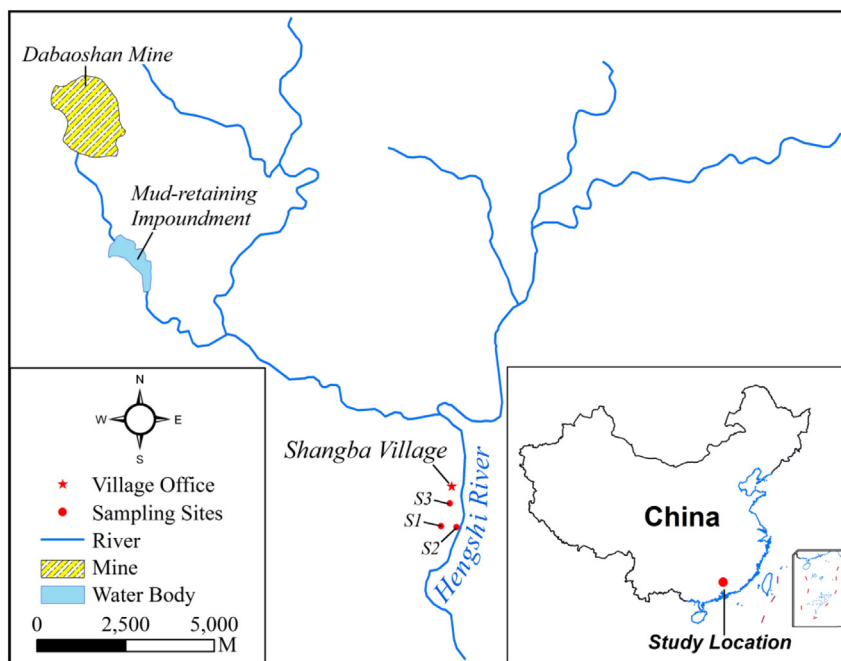 Dabaoshan Mine
Mud-retaining
Impoundment
Shangba Village
S3
S1
S2
Hengshi River
N
W
E
S
Village Office
Sampling Sites
River
Mine
Water Body
0
2,500
5,000
M
China
Study Location